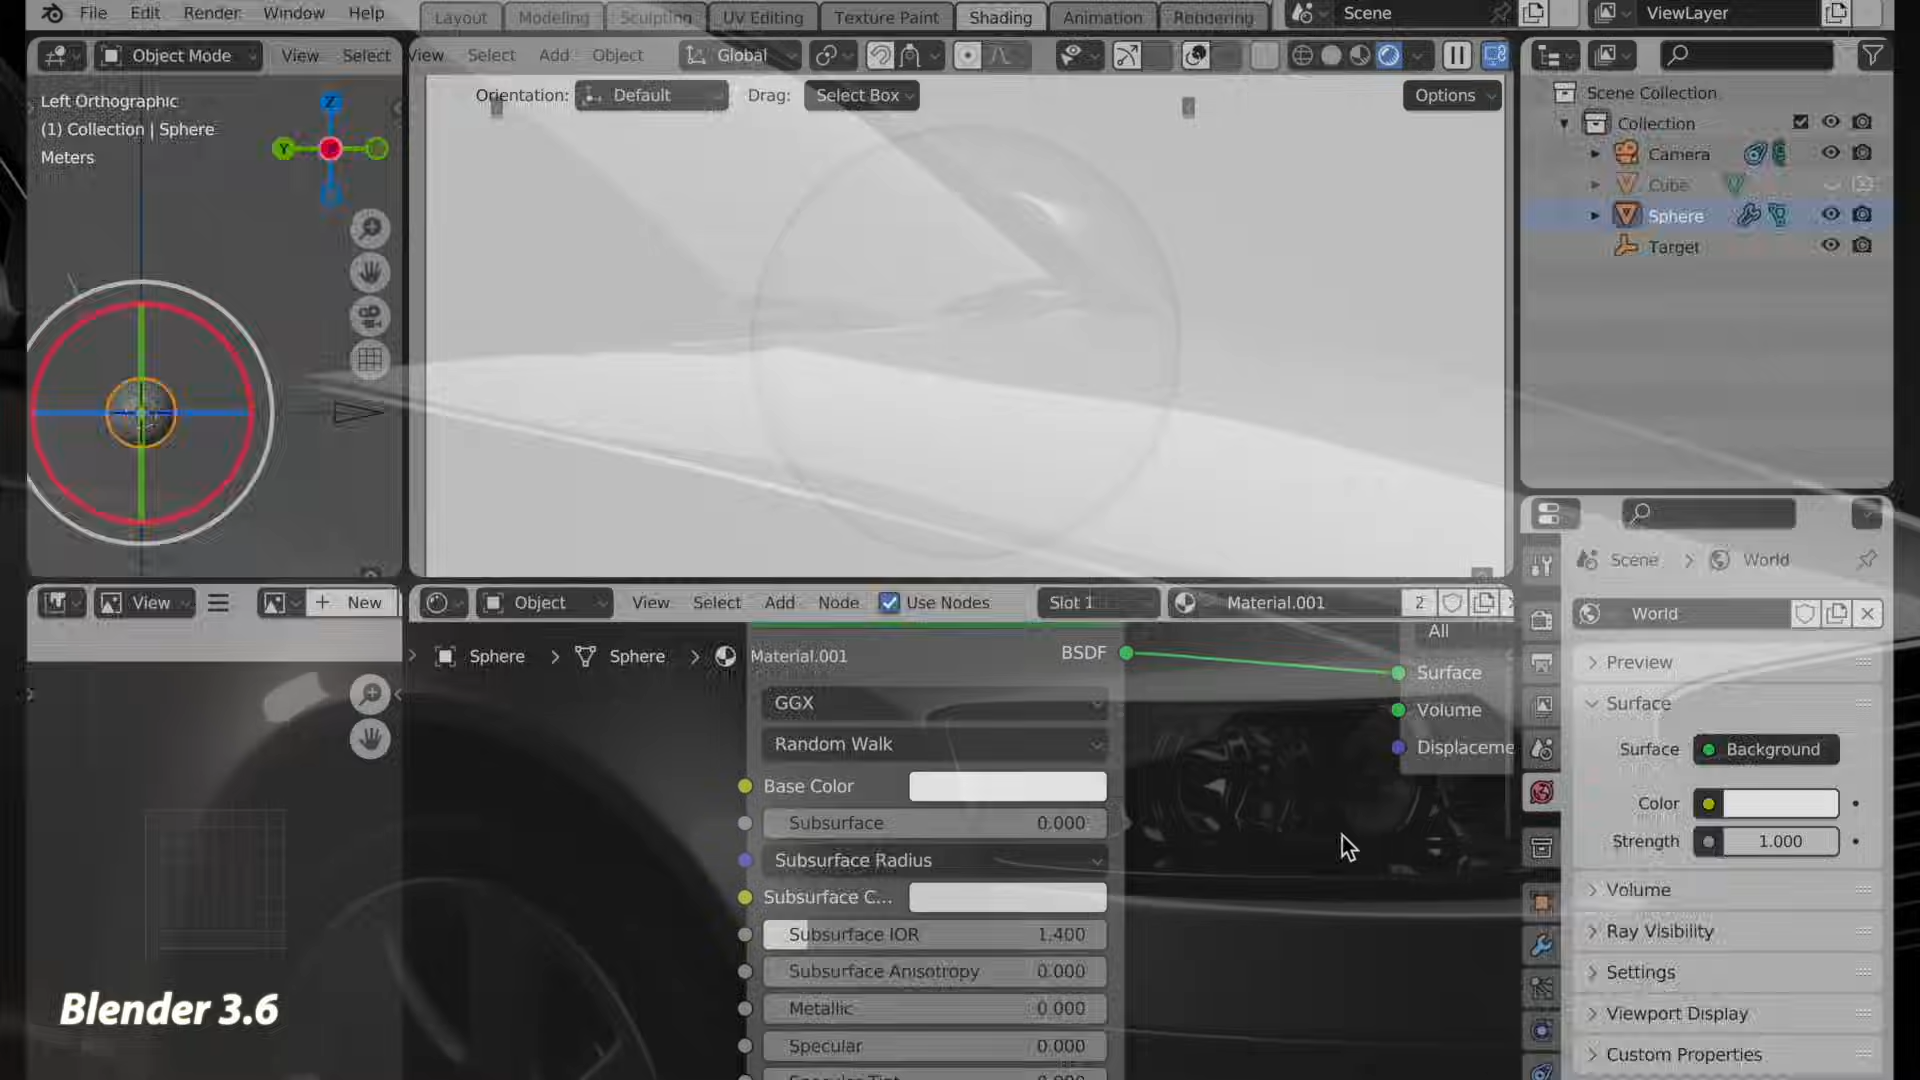 File Edit Render Window Help
Layout Modeling Sculpting UV Editing Texture Paint Shading Animation Rendering
Scene
ViewLayer
Object Mode View Select
View Select Add Object Global
Orientation: Default Drag: Select Box
Options
Left Orthographic
(1) Collection | Sphere
Meters
Z
Y
Scene Collection
Collection
Camera
Cube
Sphere
Target
Scene > World
World
Preview
Surface
Surface Background
Color
Strength 1.000
Volume
Ray Visibility
Settings
Viewport Display
Custom Properties
View
+ New
Object View Select Add Node Use Nodes Slot 1 Material.001 2
Sphere > Sphere > Material.001
BSDF
GGX
Random Walk
Base Color
Subsurface 0.000
Subsurface Radius
Subsurface C...
Subsurface IOR 1.400
Subsurface Anisotropy 0.000
Metallic 0.000
Specular 0.000
All
Surface
Volume
Displaceme
Blender 3.6